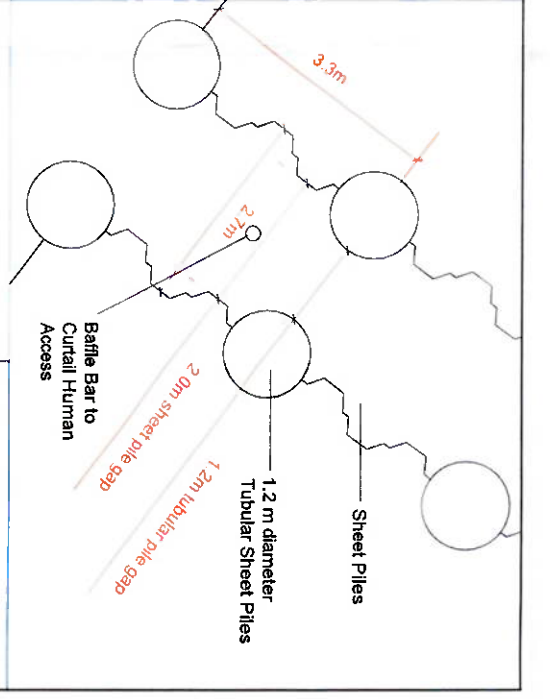 3.3m
2.7m
Baffle Bar to
Curtail Human
Access
2.0m sheet pile gap
1.2m tubular pile gap
1.2 m diameter
Tubular Sheet Piles
Sheet Piles